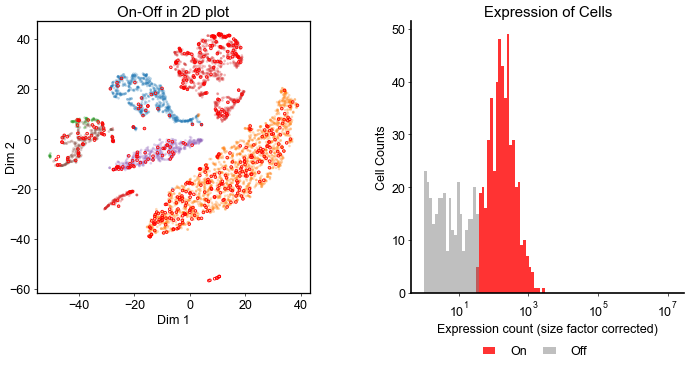 On-Off in 2D plot
40
20
0
−20
−40
−60
Dim 2
−40 −20 0 20 40
Dim 1
Expression of Cells
50
40
30
20
10
0
Cell Counts
10^1 10^3 10^5 10^7
Expression count (size factor corrected)
On Off